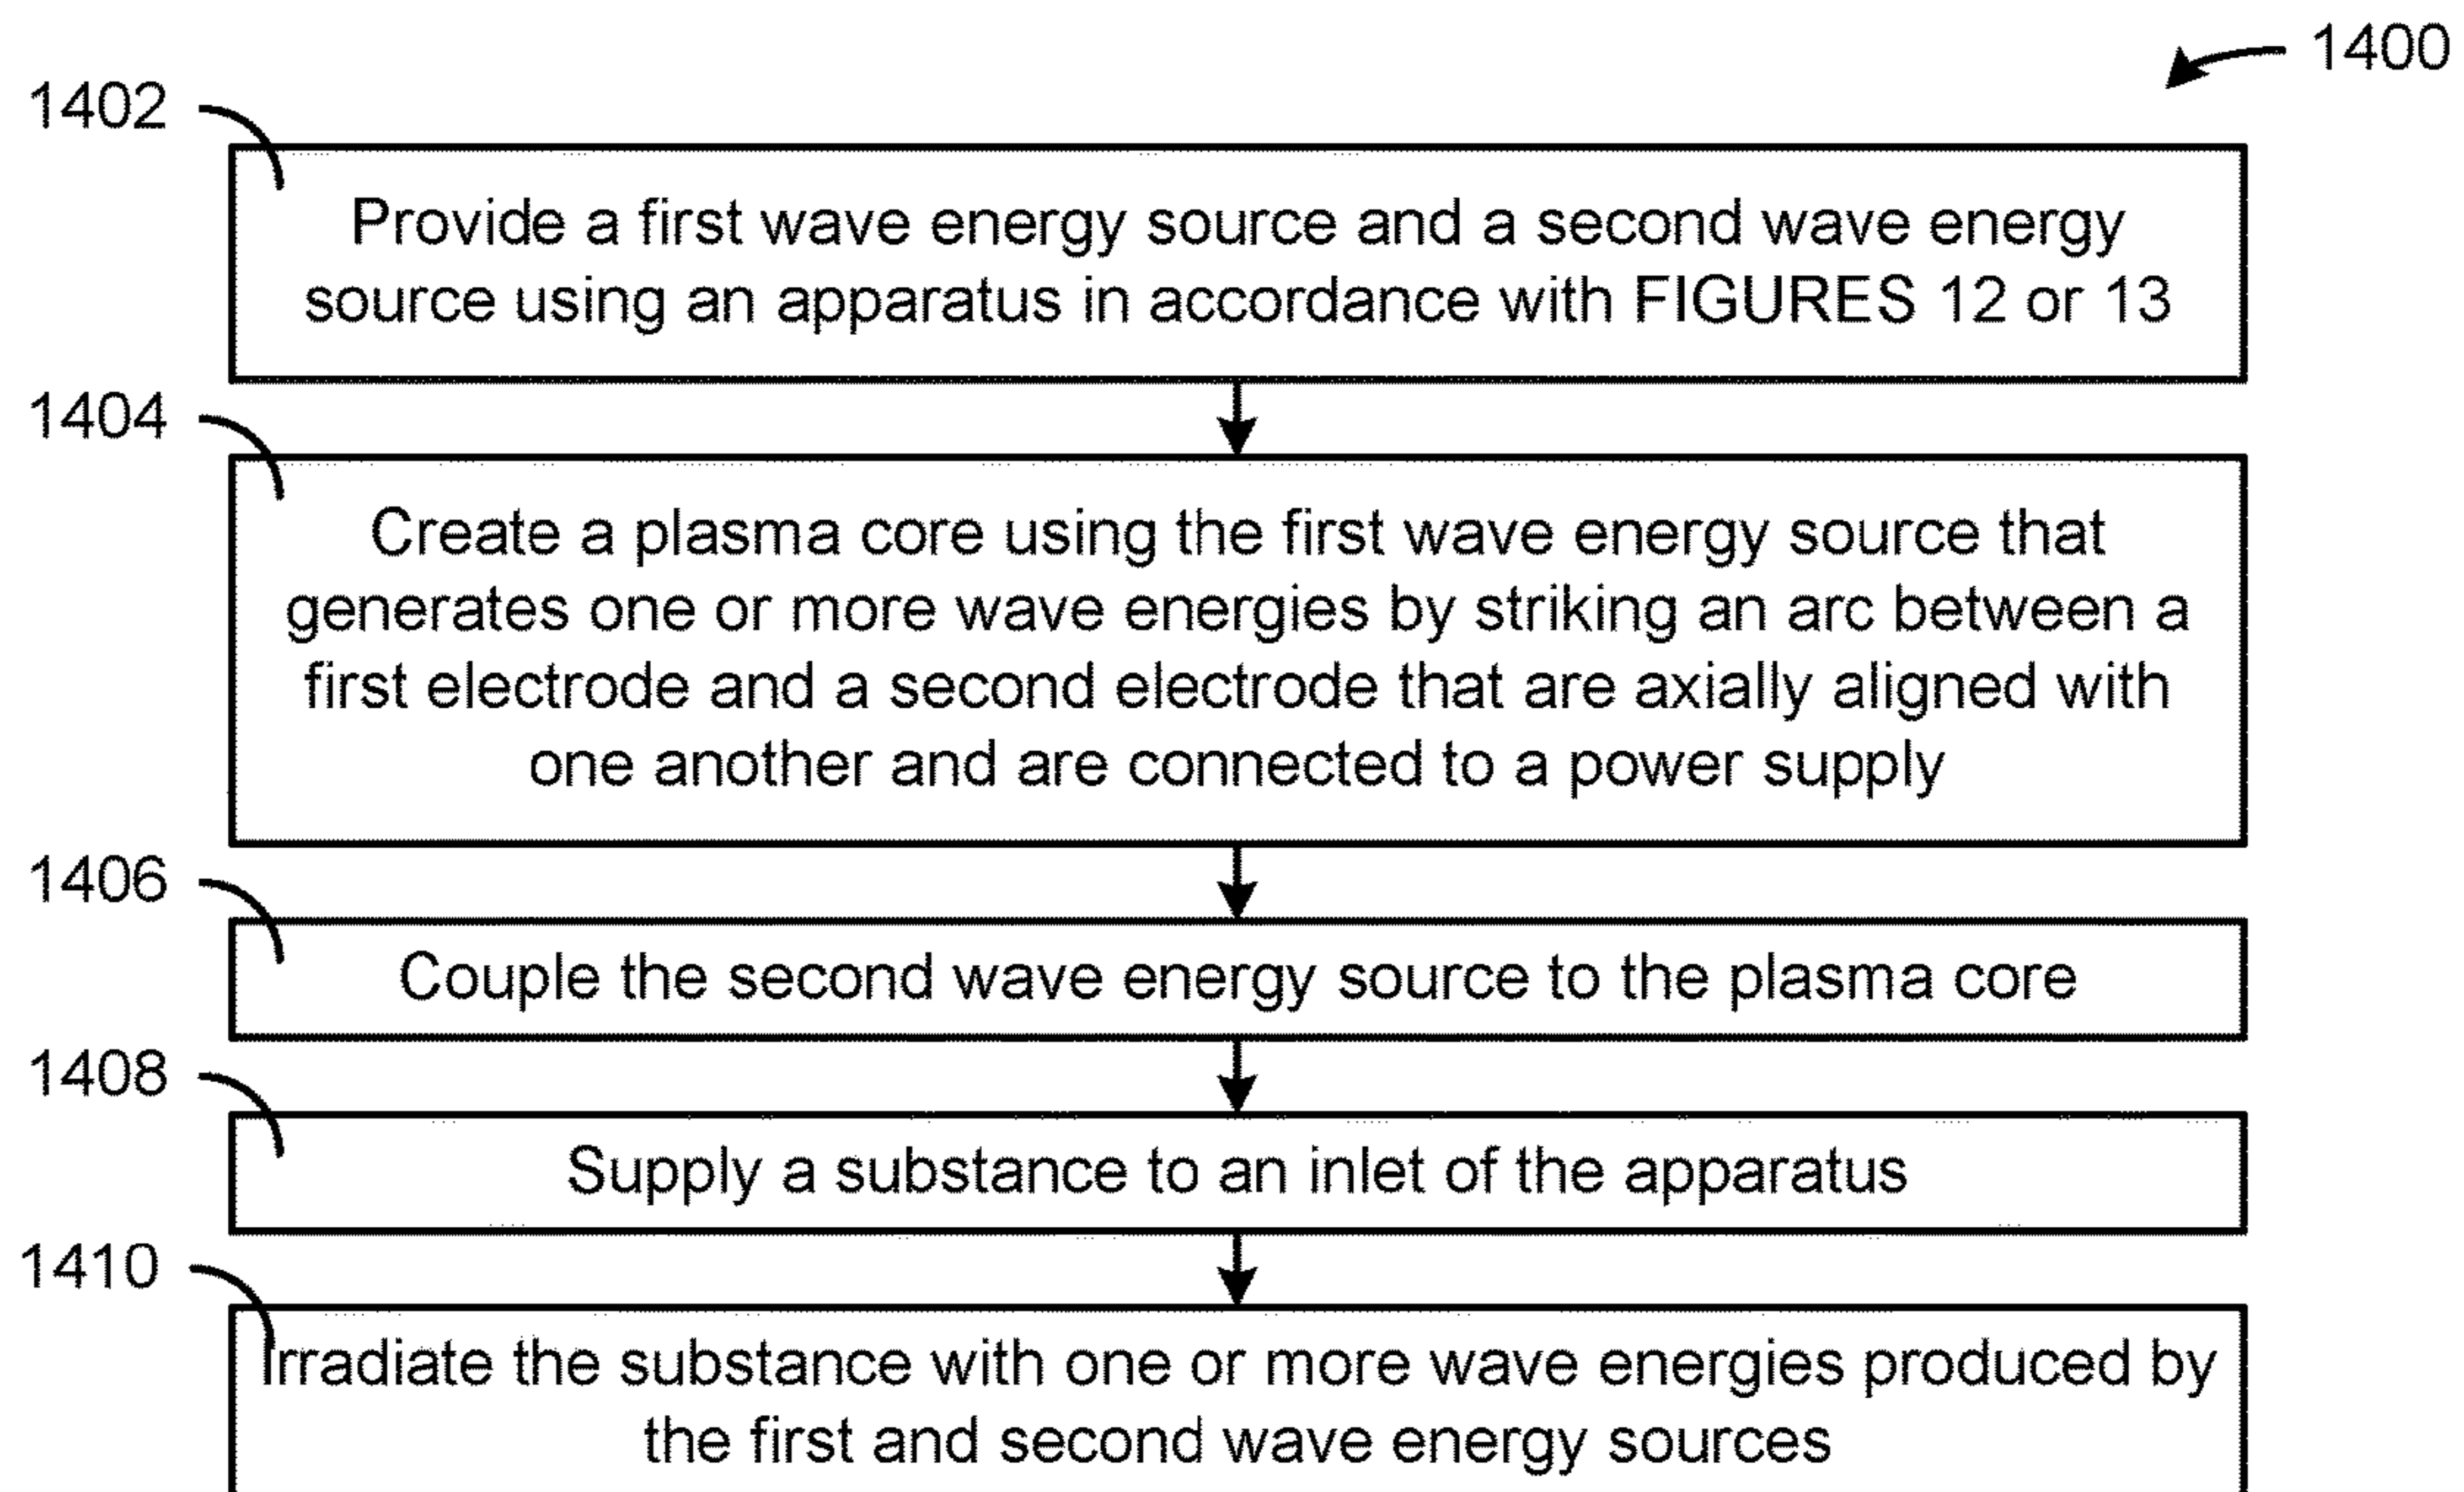 1400
1402
Provide a first wave energy source and a second wave energy
source using an apparatus in accordance with FIGURES 12 or 13
1404
Create a plasma core using the first wave energy source that
generates one or more wave energies by striking an arc between a
first electrode and a second electrode that are axially aligned with
one another and are connected to a power supply
1406
Couple the second wave energy source to the plasma core
1408
Supply a substance to an inlet of the apparatus
1410
Irradiate the substance with one or more wave energies produced by
the first and second wave energy sources